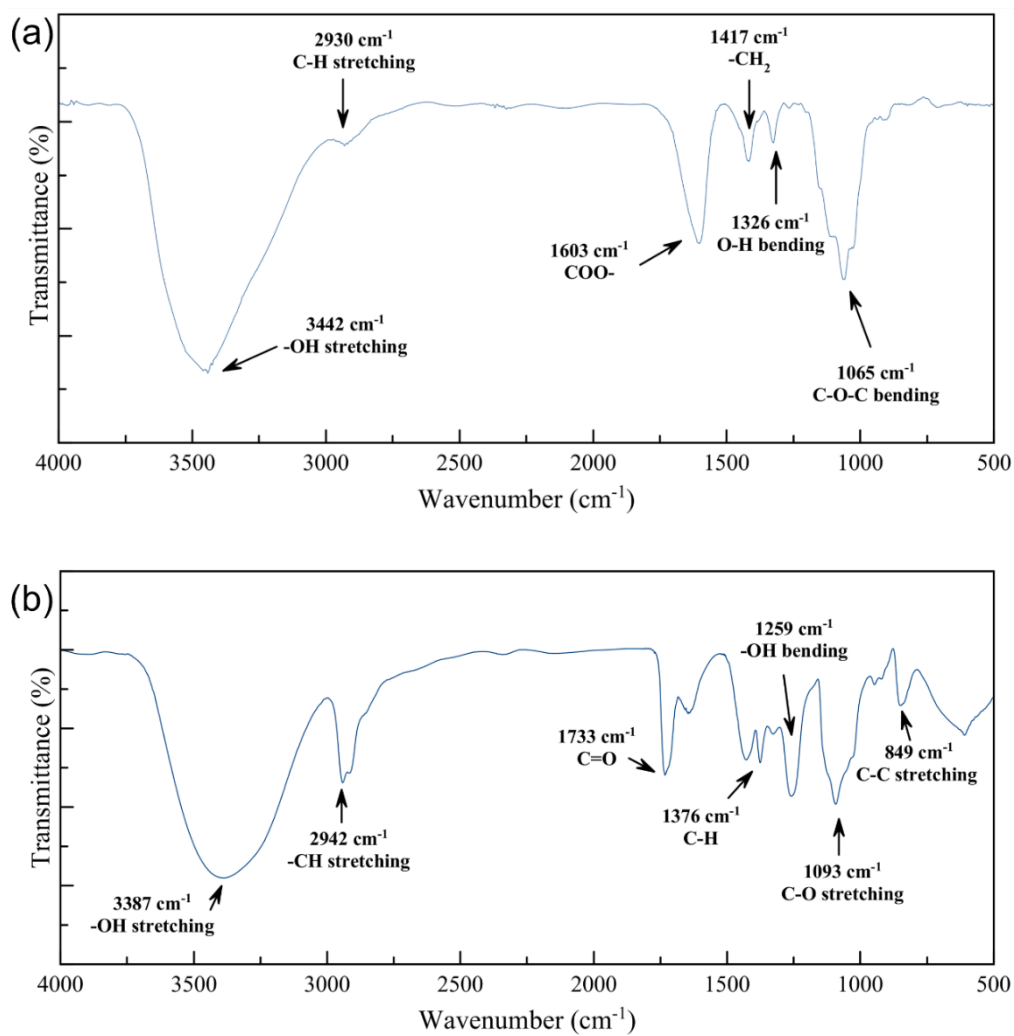 (a)
2930 cm⁻¹
C-H stretching
1417 cm⁻¹
-CH₂
1603 cm⁻¹
COO-
1326 cm⁻¹
O-H bending
3442 cm⁻¹
-OH stretching
1065 cm⁻¹
C-O-C bending
Transmittance (%)
4000 3500 3000 2500 2000 1500 1000 500
Wavenumber (cm⁻¹)
(b)
1259 cm⁻¹
-OH bending
1733 cm⁻¹
C=O
849 cm⁻¹
C-C stretching
1376 cm⁻¹
C-H
2942 cm⁻¹
-CH stretching
1093 cm⁻¹
C-O stretching
3387 cm⁻¹
-OH stretching
Transmittance (%)
4000 3500 3000 2500 2000 1500 1000 500
Wavenumber (cm⁻¹)